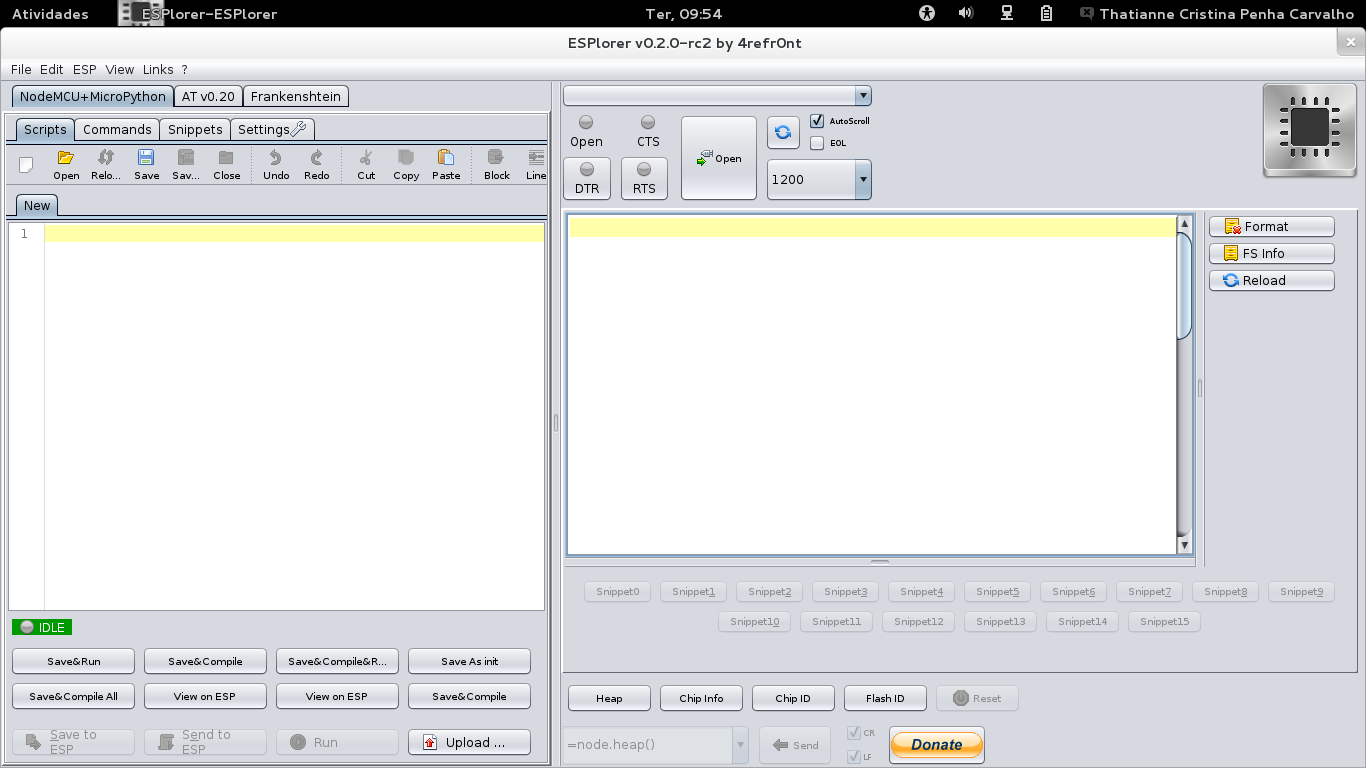 Atividades ESPlorer-ESPlorer Ter, 09:54 Thatianne Cristina Penha Carvalho
ESPlorer v0.2.0-rc2 by 4refr0nt
File Edit ESP View Links ?
NodeMCU+MicroPython AT v0.20 Frankenshtein
Scripts Commands Snippets Settings
Open Relo... Save Sav... Close Undo Redo Cut Copy Paste Block Line
New
1
AutoScroll
EOL
Open CTS
Open
DTR RTS
1200
Format
FS Info
Reload
Snippet0 Snippet1 Snippet2 Snippet3 Snippet4 Snippet5 Snippet6 Snippet7 Snippet8 Snippet9
Snippet10 Snippet11 Snippet12 Snippet13 Snippet14 Snippet15
IDLE
Save&Run Save&Compile Save&Compile&R... Save As init
Save&Compile All View on ESP View on ESP Save&Compile
Save to ESP Send to ESP Run Upload ...
Heap Chip Info Chip ID Flash ID Reset
=node.heap() Send CR
LF
Donate